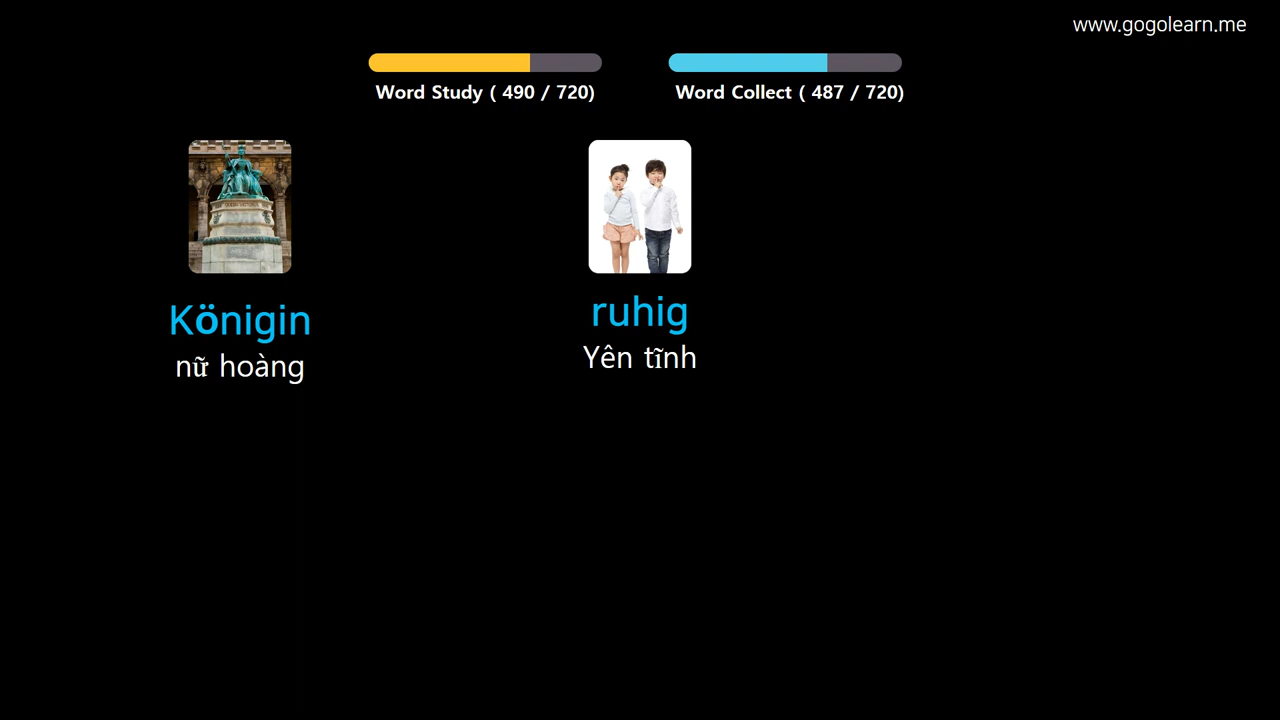 www.gogolearn.me
Word Study ( 490 / 720)
Word Collect ( 487 / 720)
Königin
nữ hoàng
ruhig
Yên tĩnh